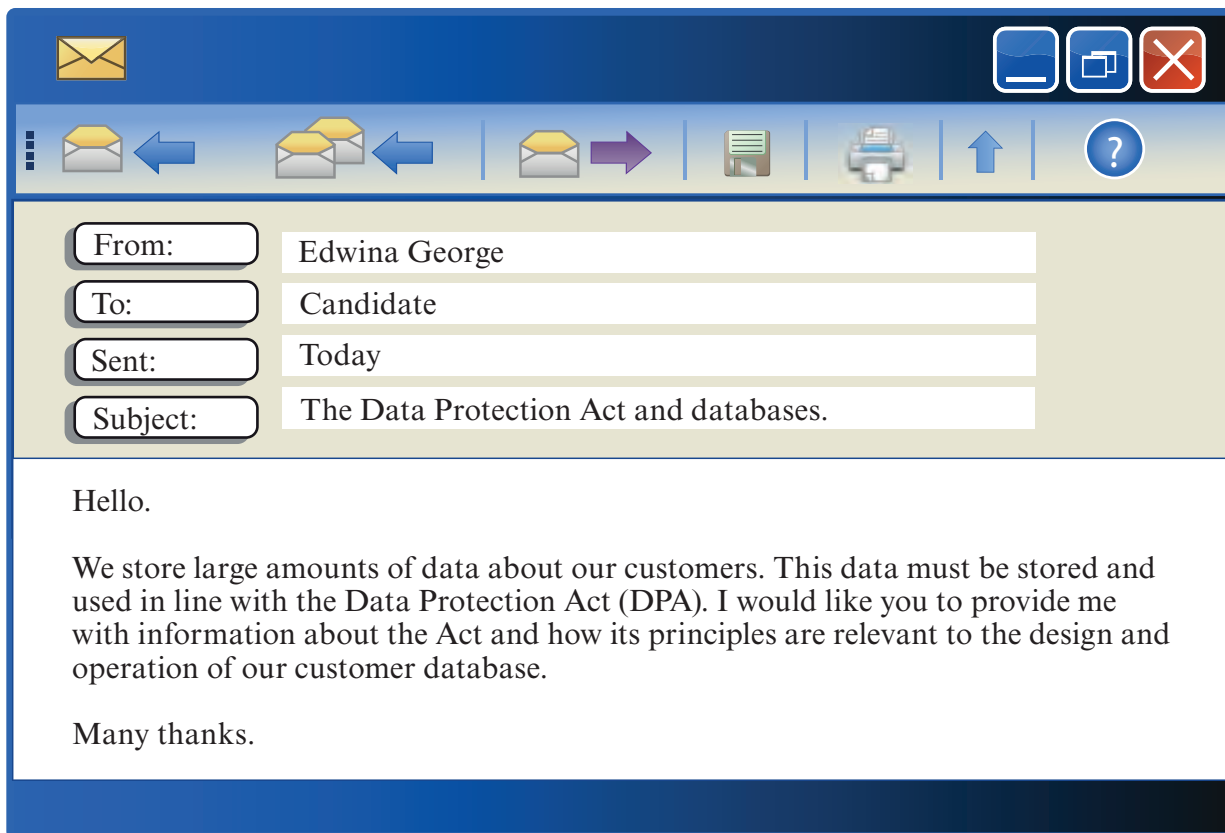 ?
From: Edwina George
To: Candidate
Sent: Today
Subject: The Data Protection Act and databases.
Hello.
We store large amounts of data about our customers. This data must be stored and
used in line with the Data Protection Act (DPA). I would like you to provide me
with information about the Act and how its principles are relevant to the design and
operation of our customer database.
Many thanks.